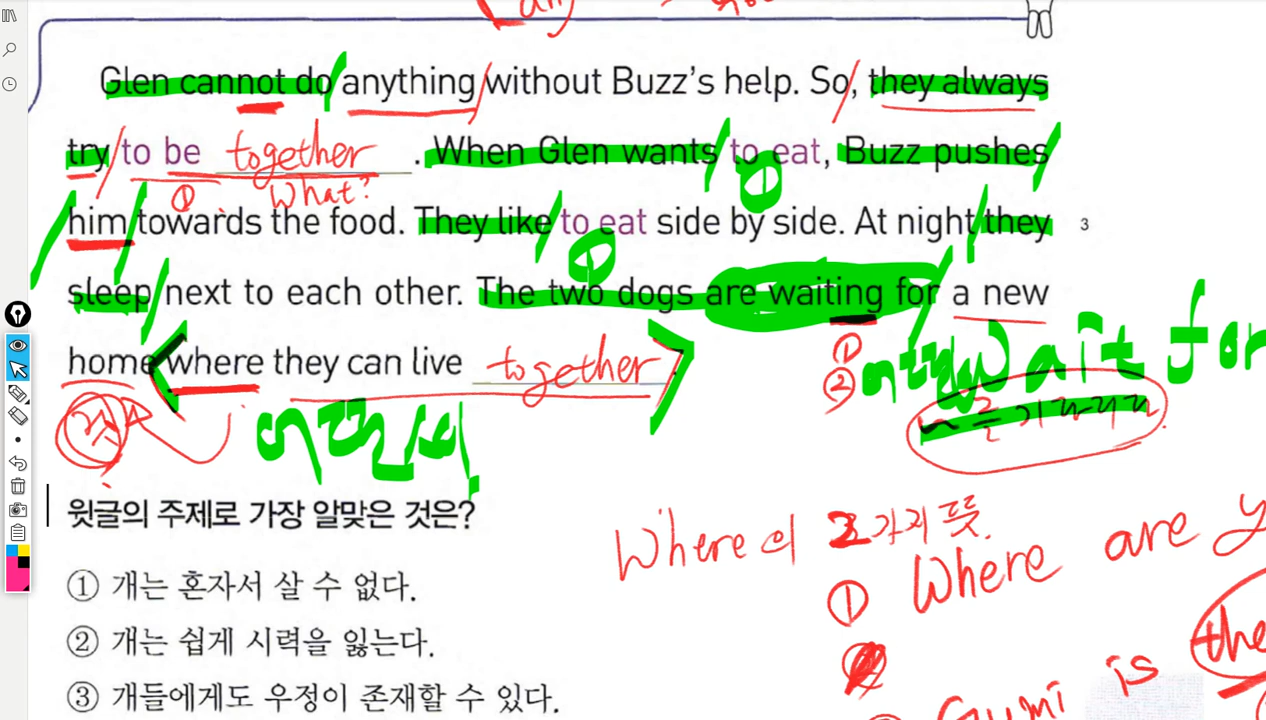 Glen cannot do anything without Buzz's help. So, they always
try to be together .  When Glen wants to eat, Buzz pushes
① What?
①
him towards the food. They like to eat side by side. At night they
3
①
sleep next to each other. The two dogs are waiting for a new
home where they can live together
①
②
wait for
~를 기다리다
윗글의 주제로 가장 알맞은 것은?
Where의 2가지 뜻.
① 개는 혼자서 살 수 없다.
① Where are
② 개는 쉽게 시력을 잃는다.
③ 개들에게도 우정이 존재할 수 있다.
Gumi is the